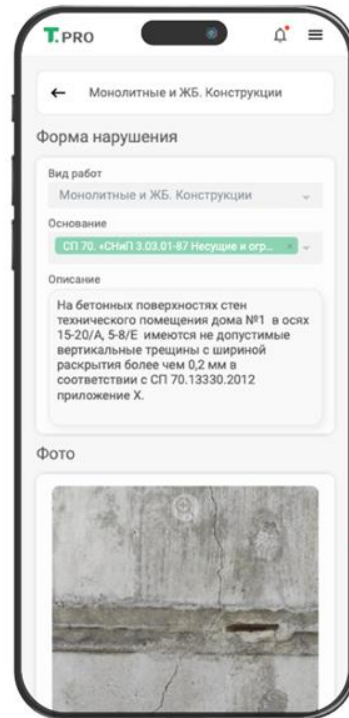 T.PRO
Монолитные и ЖБ. Конструкции
Форма нарушения
Вид работ
Монолитные и ЖБ. Конструкции
Основание
СП 70. «СНиП 3.03.01-87 Несущие и огр...
Описание
На бетонных поверхностях стен
технического помещения дома №1 в осях
15-20/А, 5-8/Е имеются не допустимые
вертикальные трещины с шириной
раскрытия более чем 0,2 мм в
соответствии с СП 70.13330.2012
приложение Х.
Фото